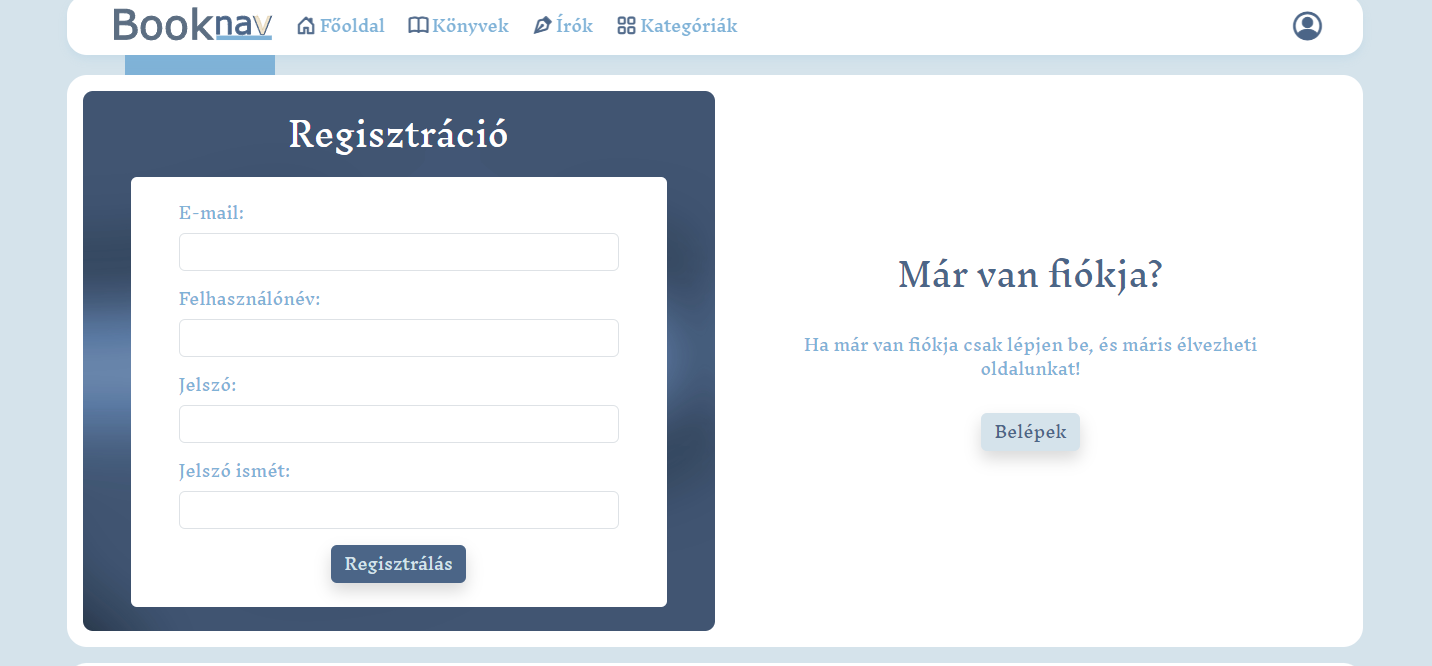 Booknav
Főoldal
Könyvek
Írók
Kategóriák
Regisztráció
E-mail:
Felhasználónév:
Jelszó:
Jelszó ismét:
Regisztrálás
Már van fiókja?
Ha már van fiókja csak lépjen be, és máris élvezheti
oldalunkat!
Belépek